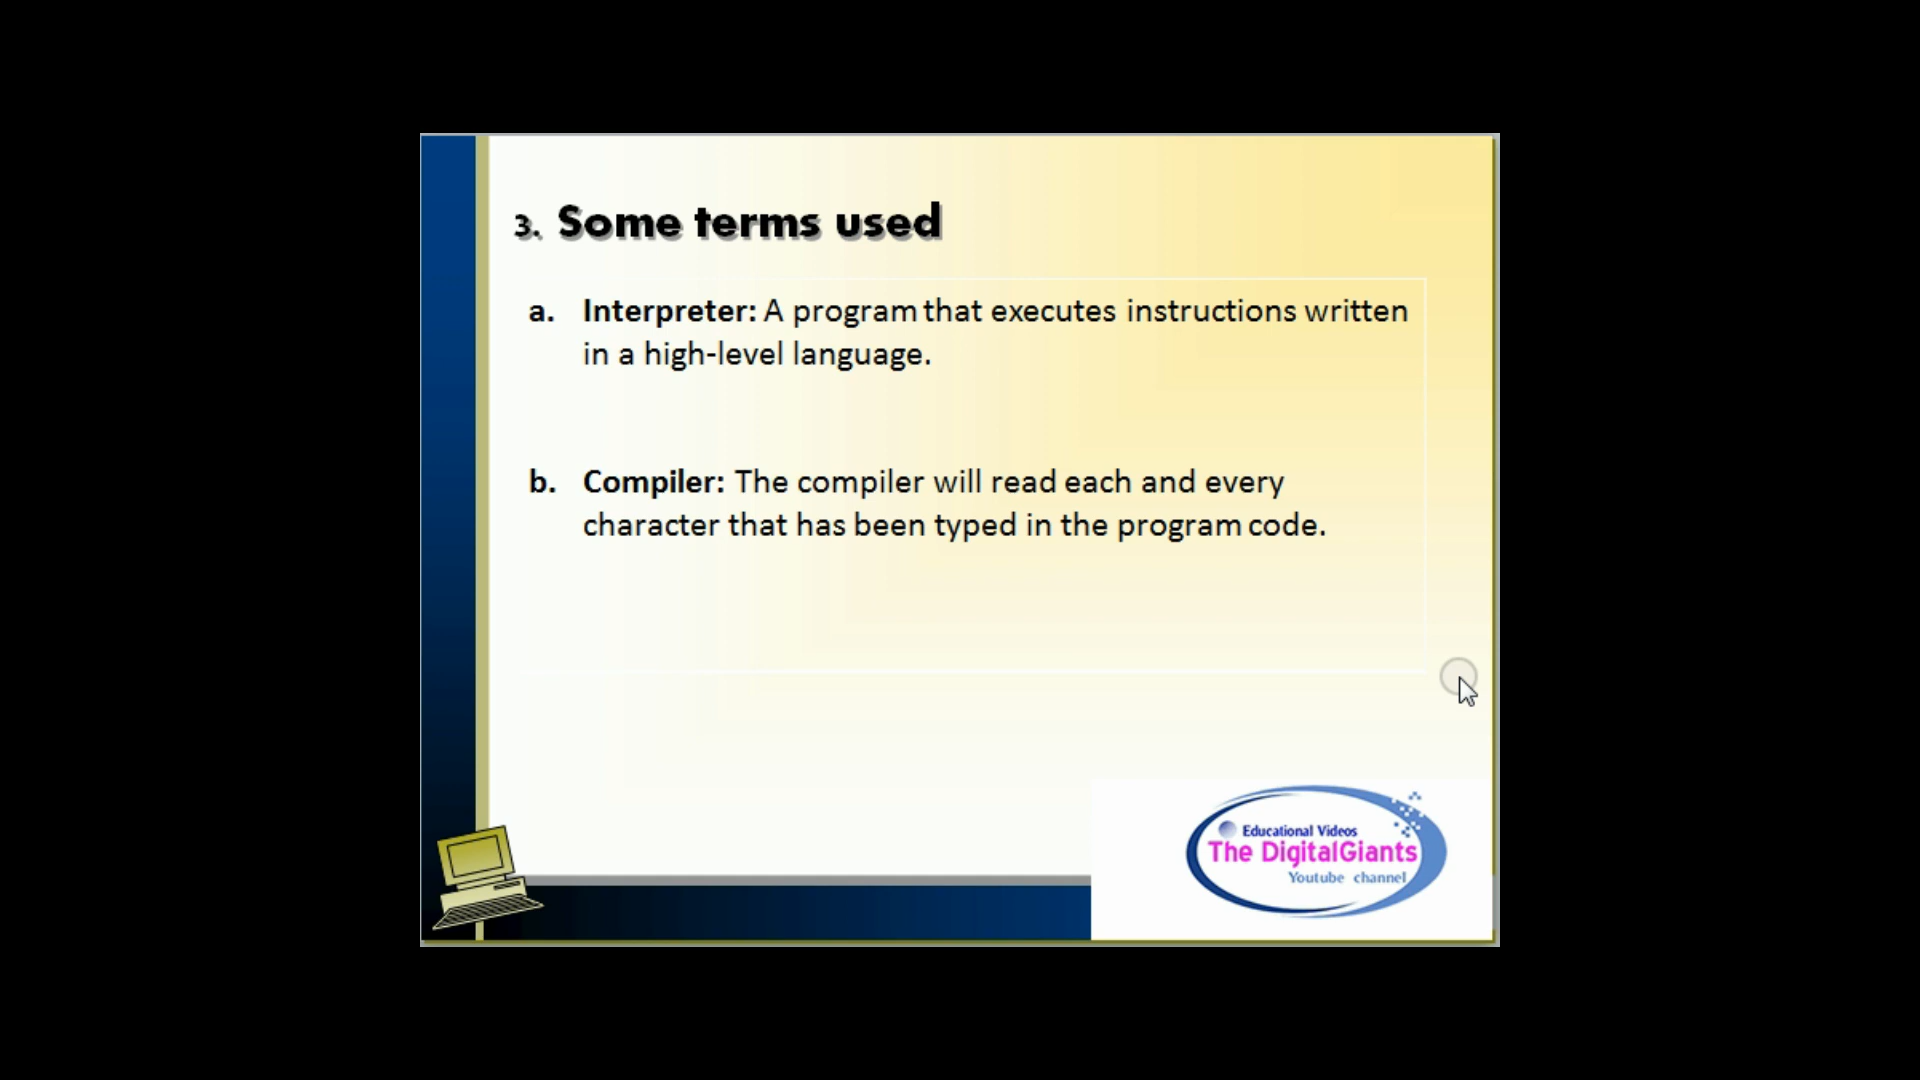 3. Some terms used
a. Interpreter: A program that executes instructions written
in a high-level language.
b. Compiler: The compiler will read each and every
character that has been typed in the program code.
Educational Videos
The DigitalGiants
Youtube channel